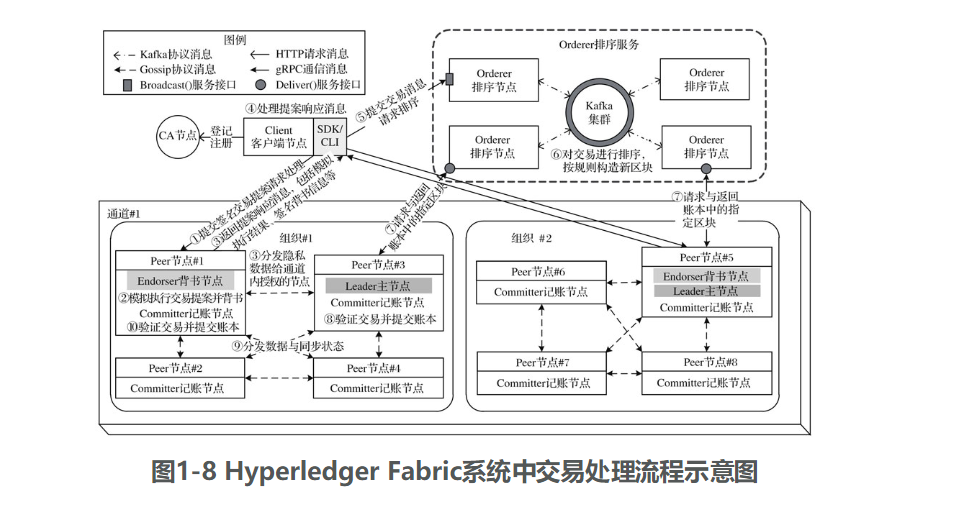 图例
Kafka协议消息
HTTP请求消息
Gossip协议消息
gRPC通信消息
Broadcast()服务接口
Deliver()服务接口
Orderer排序服务
Orderer
排序节点
Orderer
排序节点
Kafka
集群
Orderer
排序节点
Orderer
排序节点
⑥对交易进行排序,
按规则构造新区块
④处理提案响应消息
⑤提交交易消息
请求排序
CA节点
登记
注册
Client
客户端节点
SDK/
CLI
①提交签名交易提案请求处理
③返回提案响应消息,包括模拟
执行结果、签名背书信息等
⑦请求与返回
账本中的指定区块
⑦请求与返回
账本中的指
定区块
通道#1
组织#1
Peer节点#1
Endorser背书节点
②模拟执行交易提案并背书
Committer记账节点
⑩验证交易并提交账本
③分发隐私
数据给通道
内授权的节点
Peer节点#3
Leader主节点
Committer记账节点
⑧验证交易并提交账本
⑨分发数据与同步状态
Peer节点#2
Committer记账节点
Peer节点#4
Committer记账节点
组织 #2
Peer节点#6
Committer记账节点
Peer节点#5
Endorser背书节点
Leader主节点
Committer记账节点
Peer节点#7
Committer记账节点
Peer节点#8
Committer记账节点
图1-8 Hyperledger Fabric系统中交易处理流程示意图